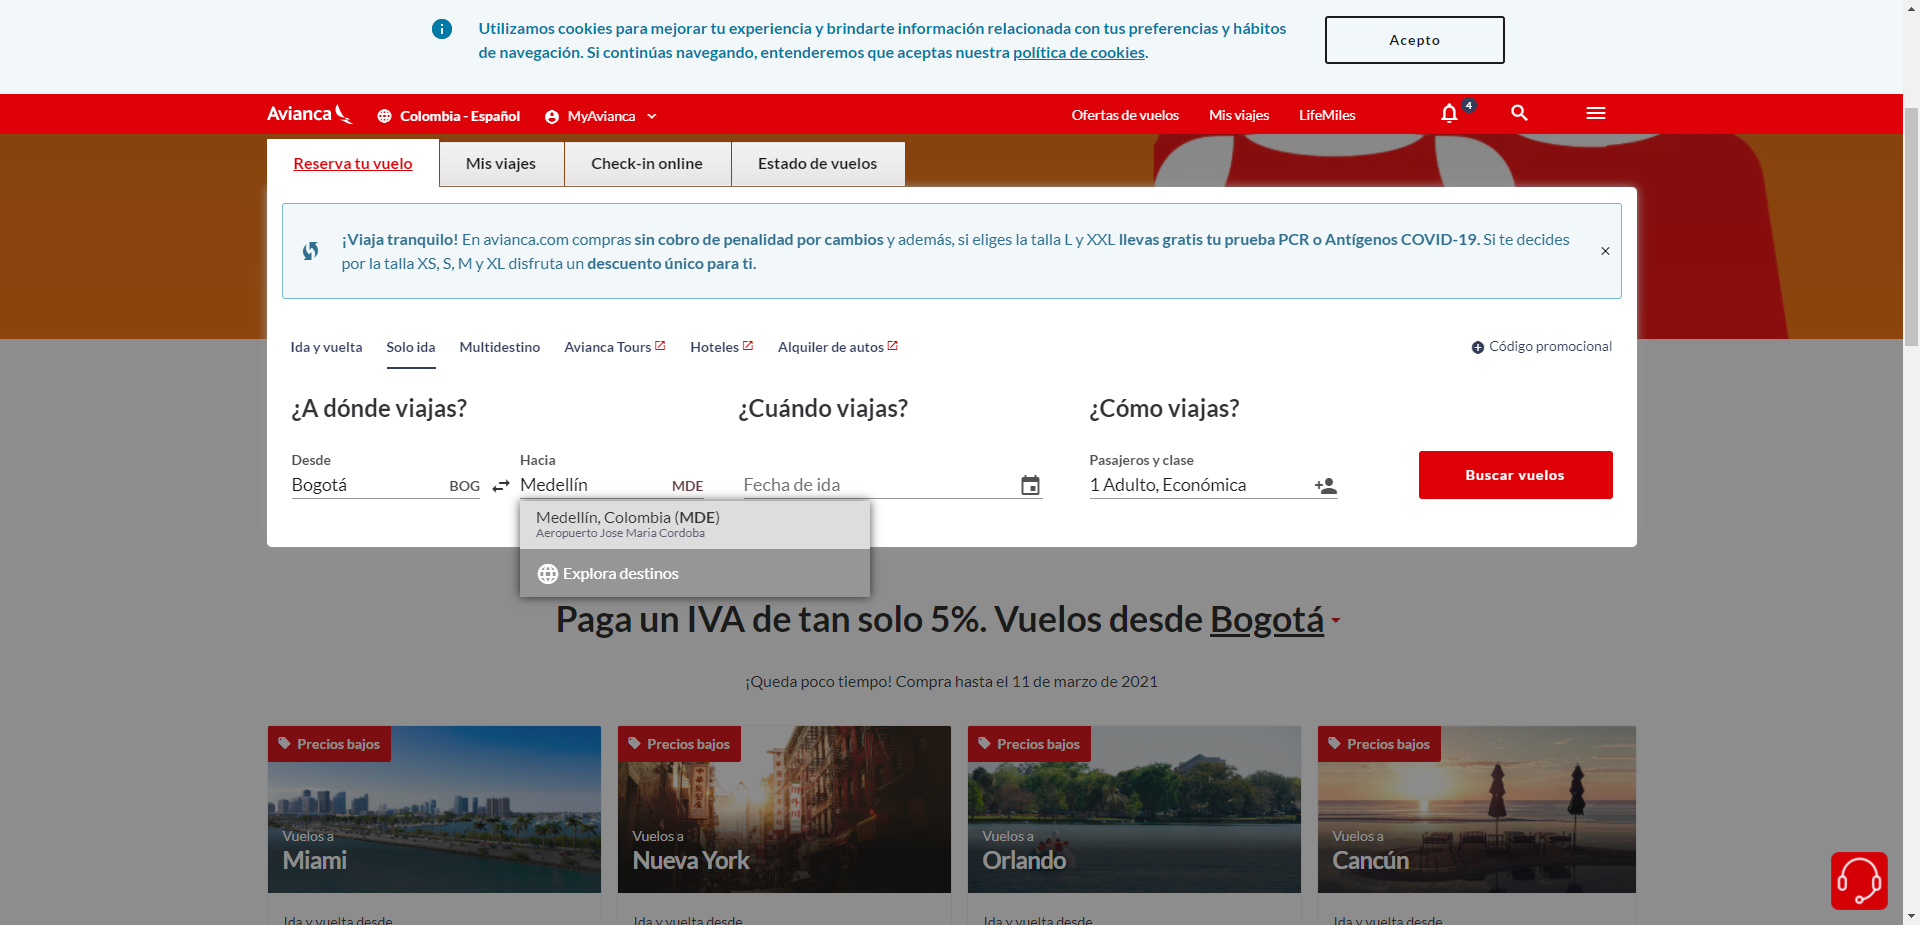 Utilizamos cookies para mejorar tu experiencia y brindarte información relacionada con tus preferencias y hábitos
de navegación. Si continúas navegando, entenderemos que aceptas nuestra política de cookies.
Acepto
Avianca
Colombia - Español
MyAvianca
Ofertas de vuelos
Mis viajes
LifeMiles
4
Reserva tu vuelo
Mis viajes
Check-in online
Estado de vuelos
¡Viaja tranquilo! En avianca.com compras sin cobro de penalidad por cambios y además, si eliges la talla L y XXL llevas gratis tu prueba PCR o Antígenos COVID-19. Si te decides
por la talla XS, S, M y XL disfruta un descuento único para ti.
Ida y vuelta
Solo ida
Multidestino
Avianca Tours
Hoteles
Alquiler de autos
Código promocional
¿A dónde viajas?
¿Cuándo viajas?
¿Cómo viajas?
Desde
Hacia
Pasajeros y clase
Bogotá
BOG
Medellín
MDE
Fecha de ida
1 Adulto, Económica
Buscar vuelos
Medellín, Colombia (MDE)
Aeropuerto Jose Maria Cordoba
Explora destinos
Paga un IVA de tan solo 5%. Vuelos desde Bogotá
¡Queda poco tiempo! Compra hasta el 11 de marzo de 2021
Precios bajos
Precios bajos
Precios bajos
Precios bajos
Vuelos a
Miami
Vuelos a
Nueva York
Vuelos a
Orlando
Vuelos a
Cancún
Ida y vuelta desde
Ida y vuelta desde
Ida y vuelta desde
Ida y vuelta desde